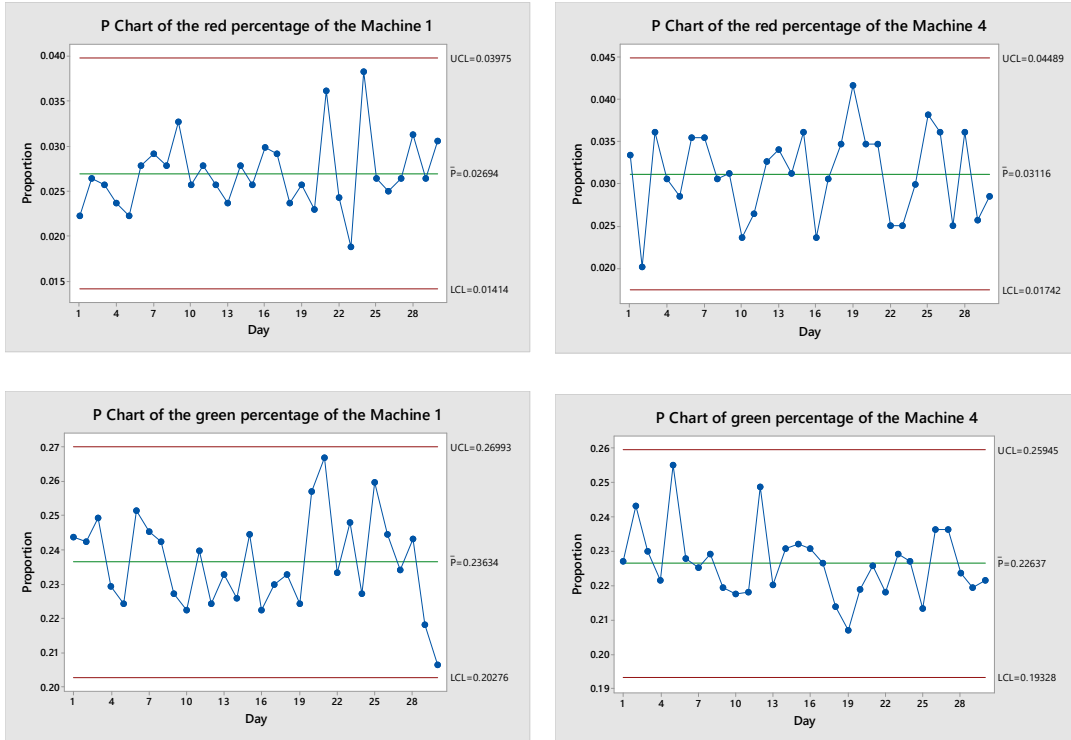 P Chart of the red percentage of the Machine 1
0.040
0.035
0.030
0.025
0.020
0.015
Proportion
UCL=0.03975
P̄=0.02694
LCL=0.01414
1 4 7 10 13 16 19 22 25 28
Day
P Chart of the red percentage of the Machine 4
0.045
0.040
0.035
0.030
0.025
0.020
Proportion
UCL=0.04489
P̄=0.03116
LCL=0.01742
1 4 7 10 13 16 19 22 25 28
Day
P Chart of the green percentage of the Machine 1
0.27
0.26
0.25
0.24
0.23
0.22
0.21
0.20
Proportion
UCL=0.26993
P̄=0.23634
LCL=0.20276
1 4 7 10 13 16 19 22 25 28
Day
P Chart of green percentage of the Machine 4
0.26
0.25
0.24
0.23
0.22
0.21
0.20
0.19
Proportion
UCL=0.25945
P̄=0.22637
LCL=0.19328
1 4 7 10 13 16 19 22 25 28
Day